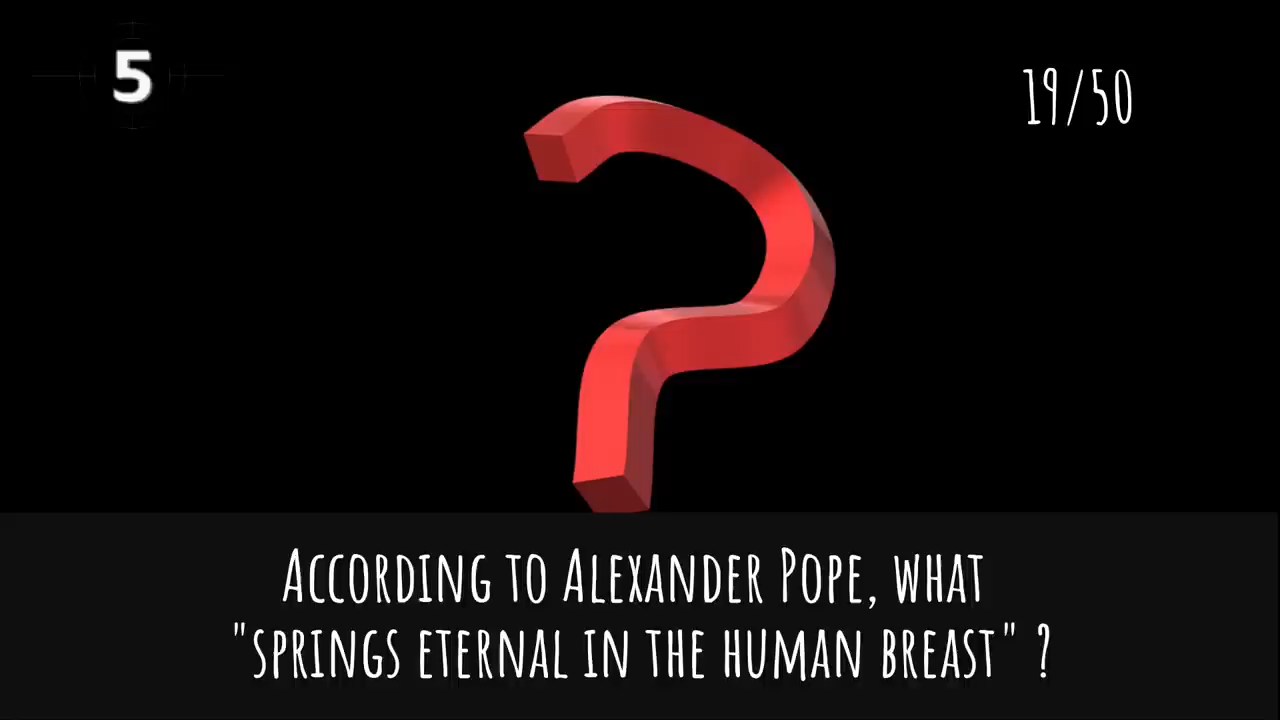 5
19/50
According to Alexander Pope, what
"springs eternal in the human breast" ?